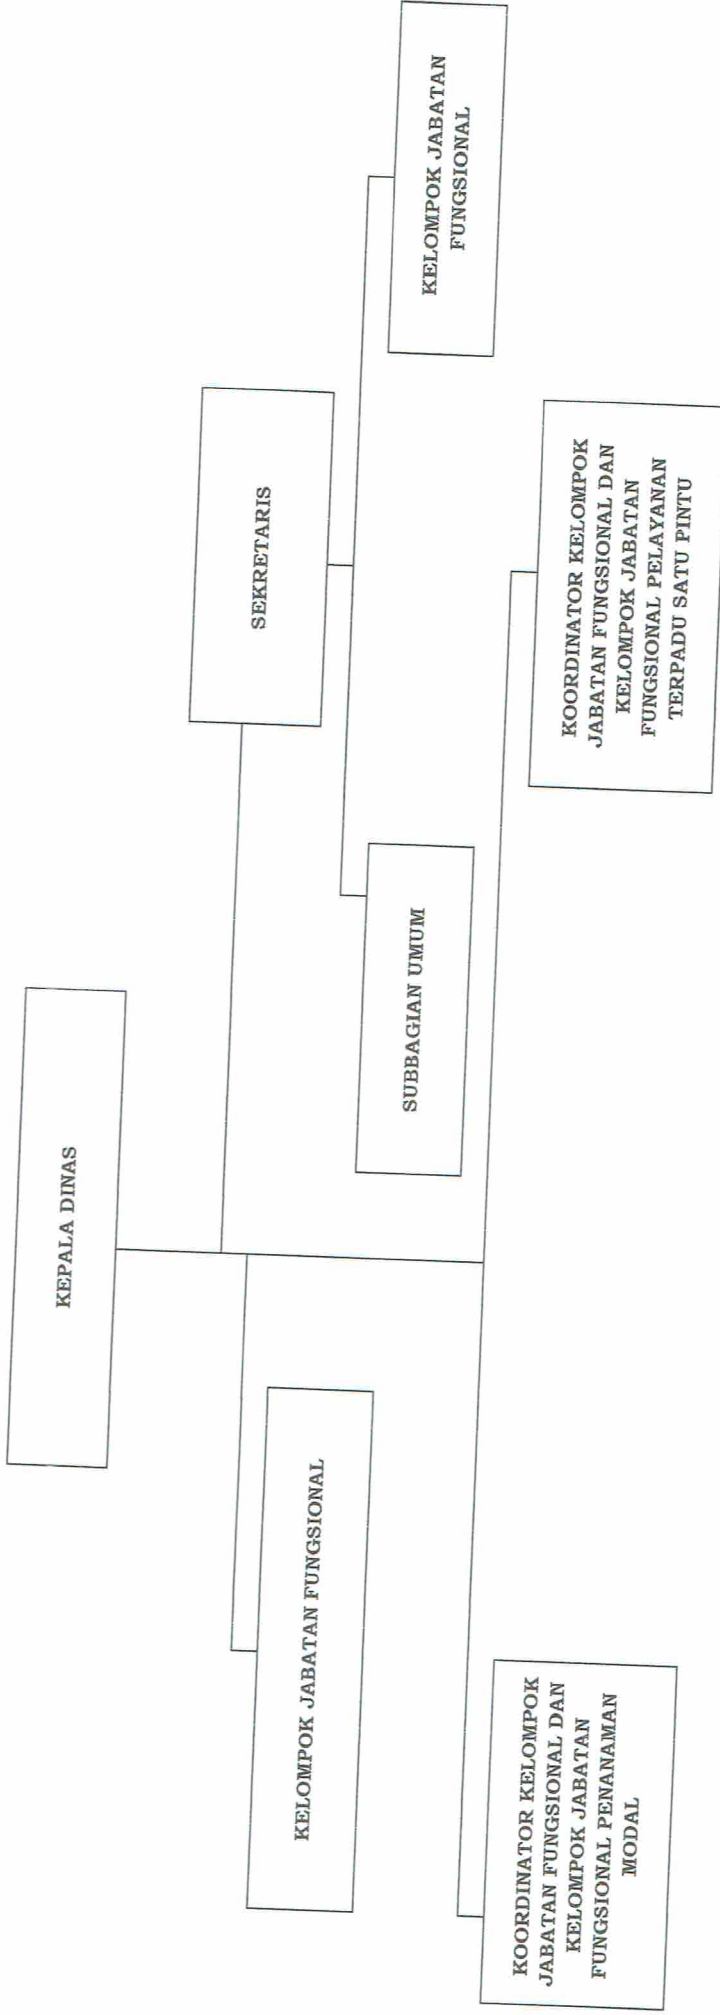 KEPALA DINAS
SEKRETARIS
KELOMPOK JABATAN FUNGSIONAL
SUBBAGIAN UMUM
KELOMPOK JABATAN
FUNGSIONAL
KOORDINATOR KELOMPOK
JABATAN FUNGSIONAL DAN
KELOMPOK JABATAN
FUNGSIONAL PENANAMAN
MODAL
KOORDINATOR KELOMPOK
JABATAN FUNGSIONAL DAN
KELOMPOK JABATAN
FUNGSIONAL PELAYANAN
TERPADU SATU PINTU